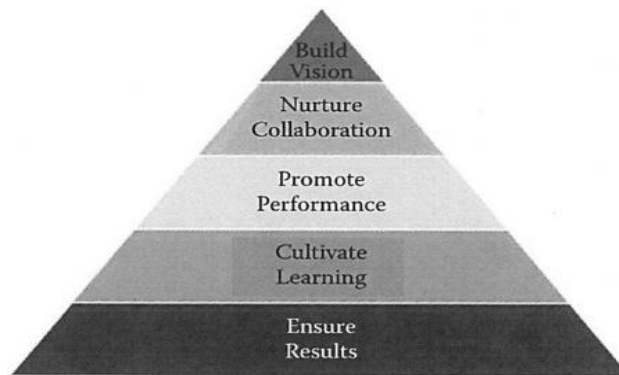 Build
Vision
Nurture
Collaboration
Promote
Performance
Cultivate
Learning
Ensure
Results